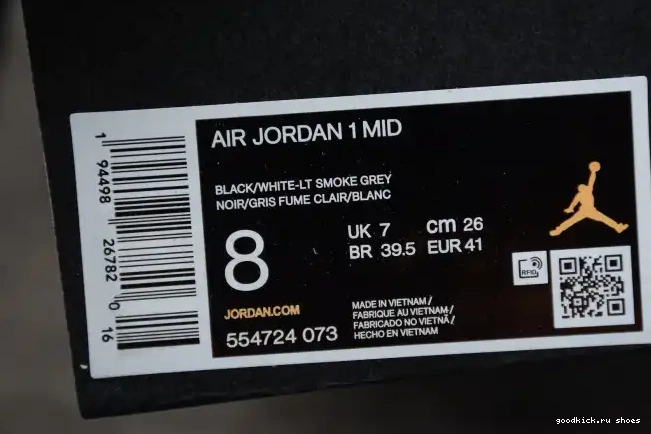 AIR JORDAN 1 MID
BLACK/WHITE-LT SMOKE GREY
NOIR/GRIS FUME CLAIR/BLANC
8
UK 7 cm 26
BR 39.5 EUR 41
RFID
JORDAN.COM
554724 073
MADE IN VIETNAM/
FABRIQUE AU VIETNAM/
FABRICADO NO VIETNÃ/
HECHO EN VIETNAM
1 94498 26782 0 16
goodkick.ru shoes